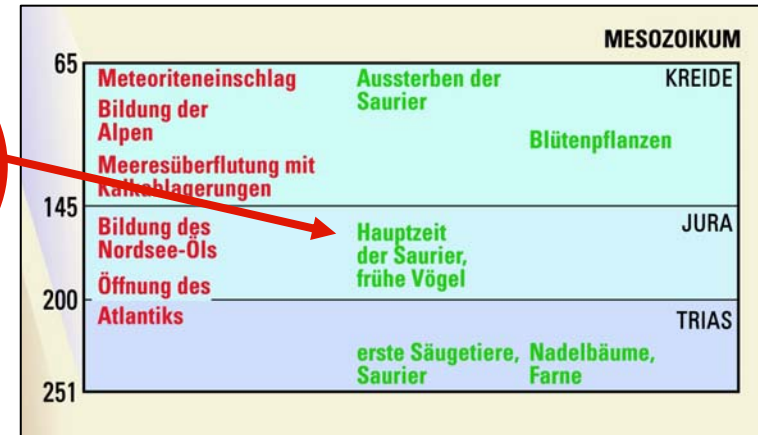 MESOZOIKUM
65
Meteoriteneinschlag
Bildung der
Alpen
Meeresüberflutung mit
Kalkablagerungen
Aussterben der
Saurier
Blütenpflanzen
KREIDE
145
Bildung des
Nordsee-Öls
Öffnung des
Hauptzeit
der Saurier,
frühe Vögel
JURA
200
Atlantiks
TRIAS
erste Säugetiere,
Saurier
Nadelbäume,
Farne
251